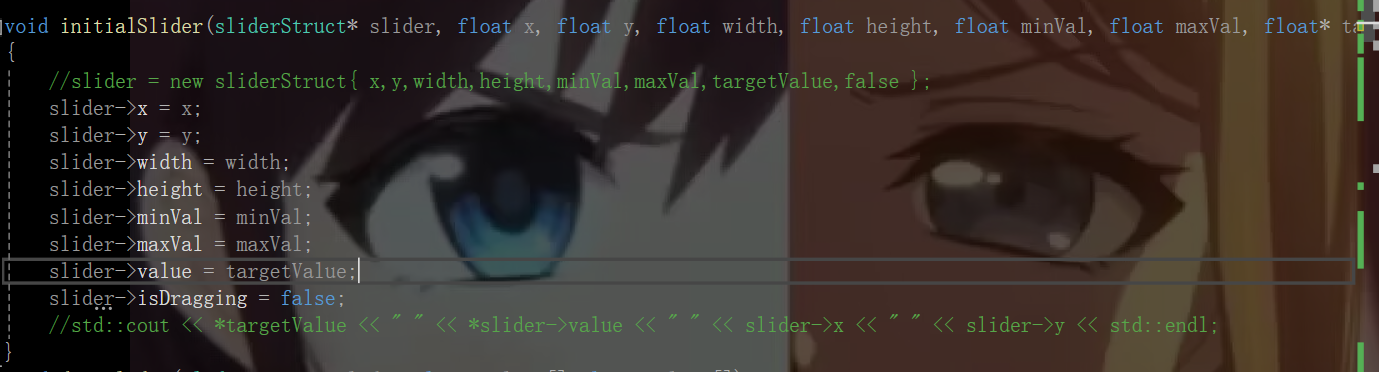 void initialSlider(sliderStruct* slider, float x, float y, float width, float height, float minVal, float maxVal, float*
{
//slider = new sliderStruct{ x,y,width,height,minVal,maxVal,targetValue,false };
slider->x = x;
slider->y = y;
slider->width = width;
slider->height = height;
slider->minVal = minVal;
slider->maxVal = maxVal;
slider->value = targetValue;
slider->isDragging = false;
//std::cout << *targetValue << " " << *slider->value << " " << slider->x << " " << slider->y << std::endl;
}